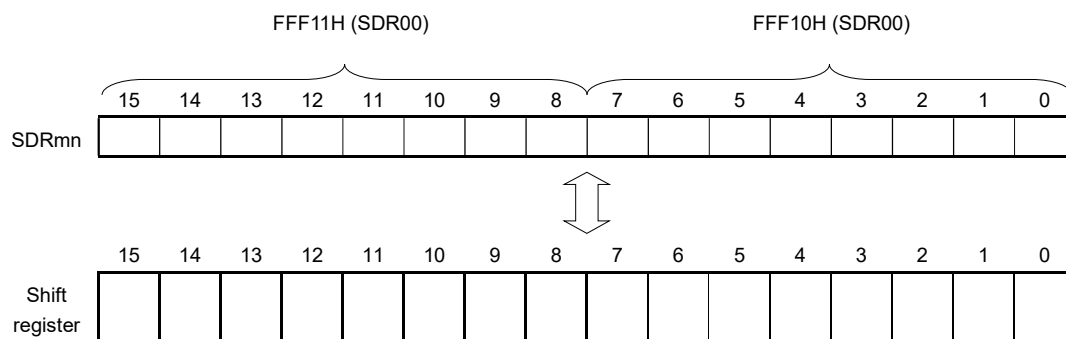 FFF11H (SDR00) FFF10H (SDR00)
15 14 13 12 11 10 9 8 7 6 5 4 3 2 1 0
SDRmn
15 14 13 12 11 10 9 8 7 6 5 4 3 2 1 0
Shift
register